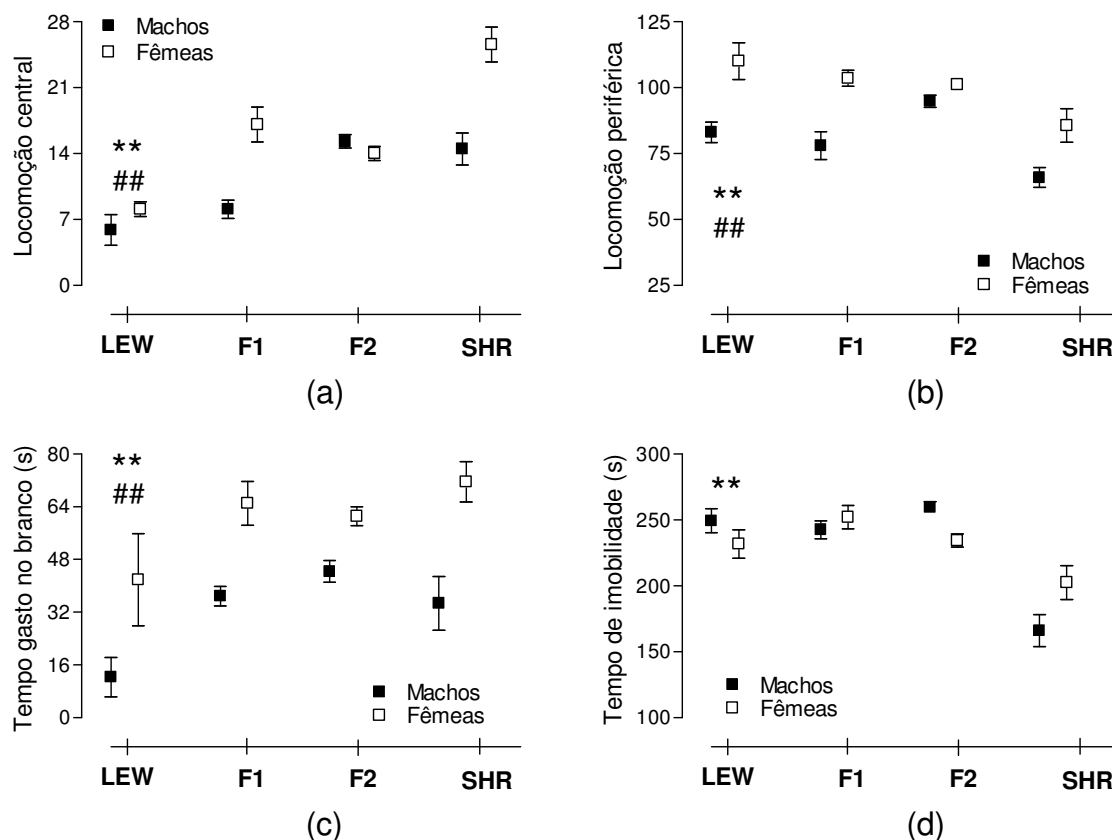 ■ Machos
□ Fêmeas
Locomoção central
28
21
14
7
0
**
##
LEW F1 F2 SHR
(a)
Locomoção periférica
125
100
75
50
25
**
##
■ Machos
□ Fêmeas
LEW F1 F2 SHR
(b)
Tempo gasto no branco (s)
80
64
48
32
16
0
**
##
■ Machos
□ Fêmeas
LEW F1 F2 SHR
(c)
Tempo de imobilidade (s)
300
250
200
150
100
**
■ Machos
□ Fêmeas
LEW F1 F2 SHR
(d)